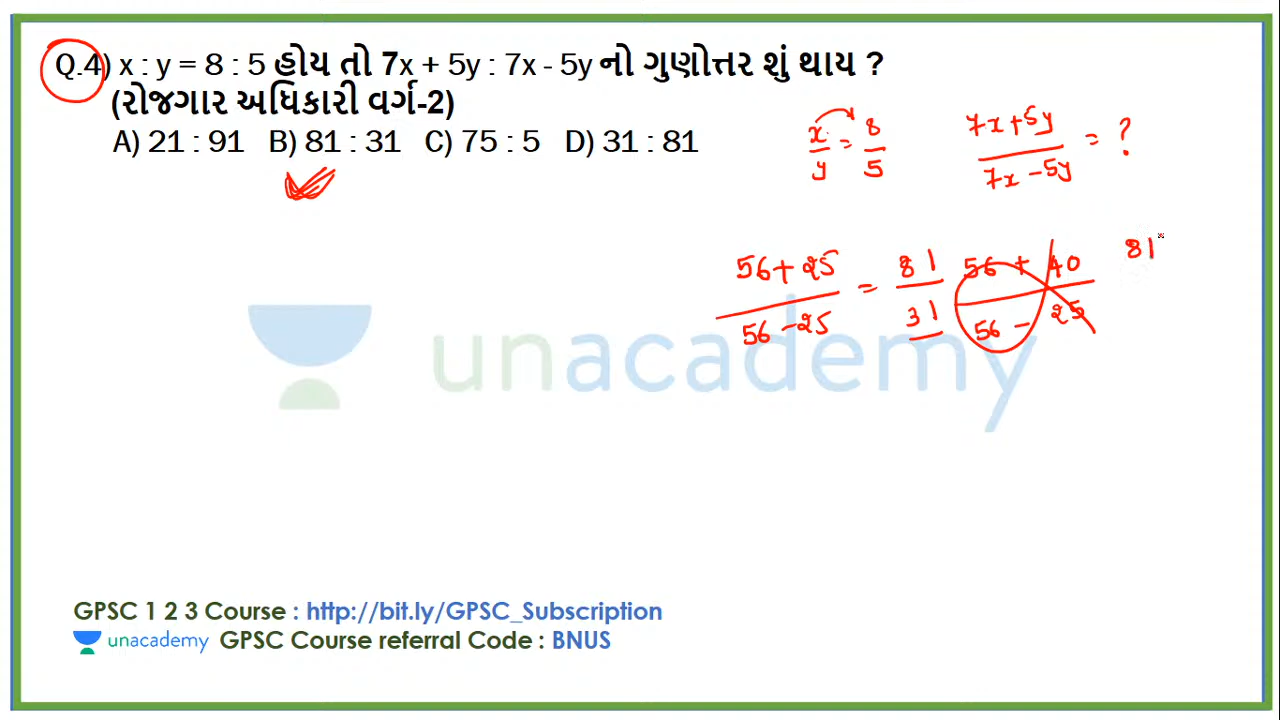 Q.4) x : y = 8 : 5 હોય તો 7x + 5y : 7x - 5y નો ગુણોત્તર શું થાય ?
(રોજગાર અધિકારી વર્ગ-2)
A) 21 : 91 B) 81 : 31 C) 75 : 5 D) 31 : 81
x/y = 8/5
7x+5y / 7x-5y = ?
56+25 / 56-25 = 81 / 31
56 + 40 / 56 - 25
81
unacademy
GPSC 1 2 3 Course : http://bit.ly/GPSC_Subscription
unacademy GPSC Course referral Code : BNUS